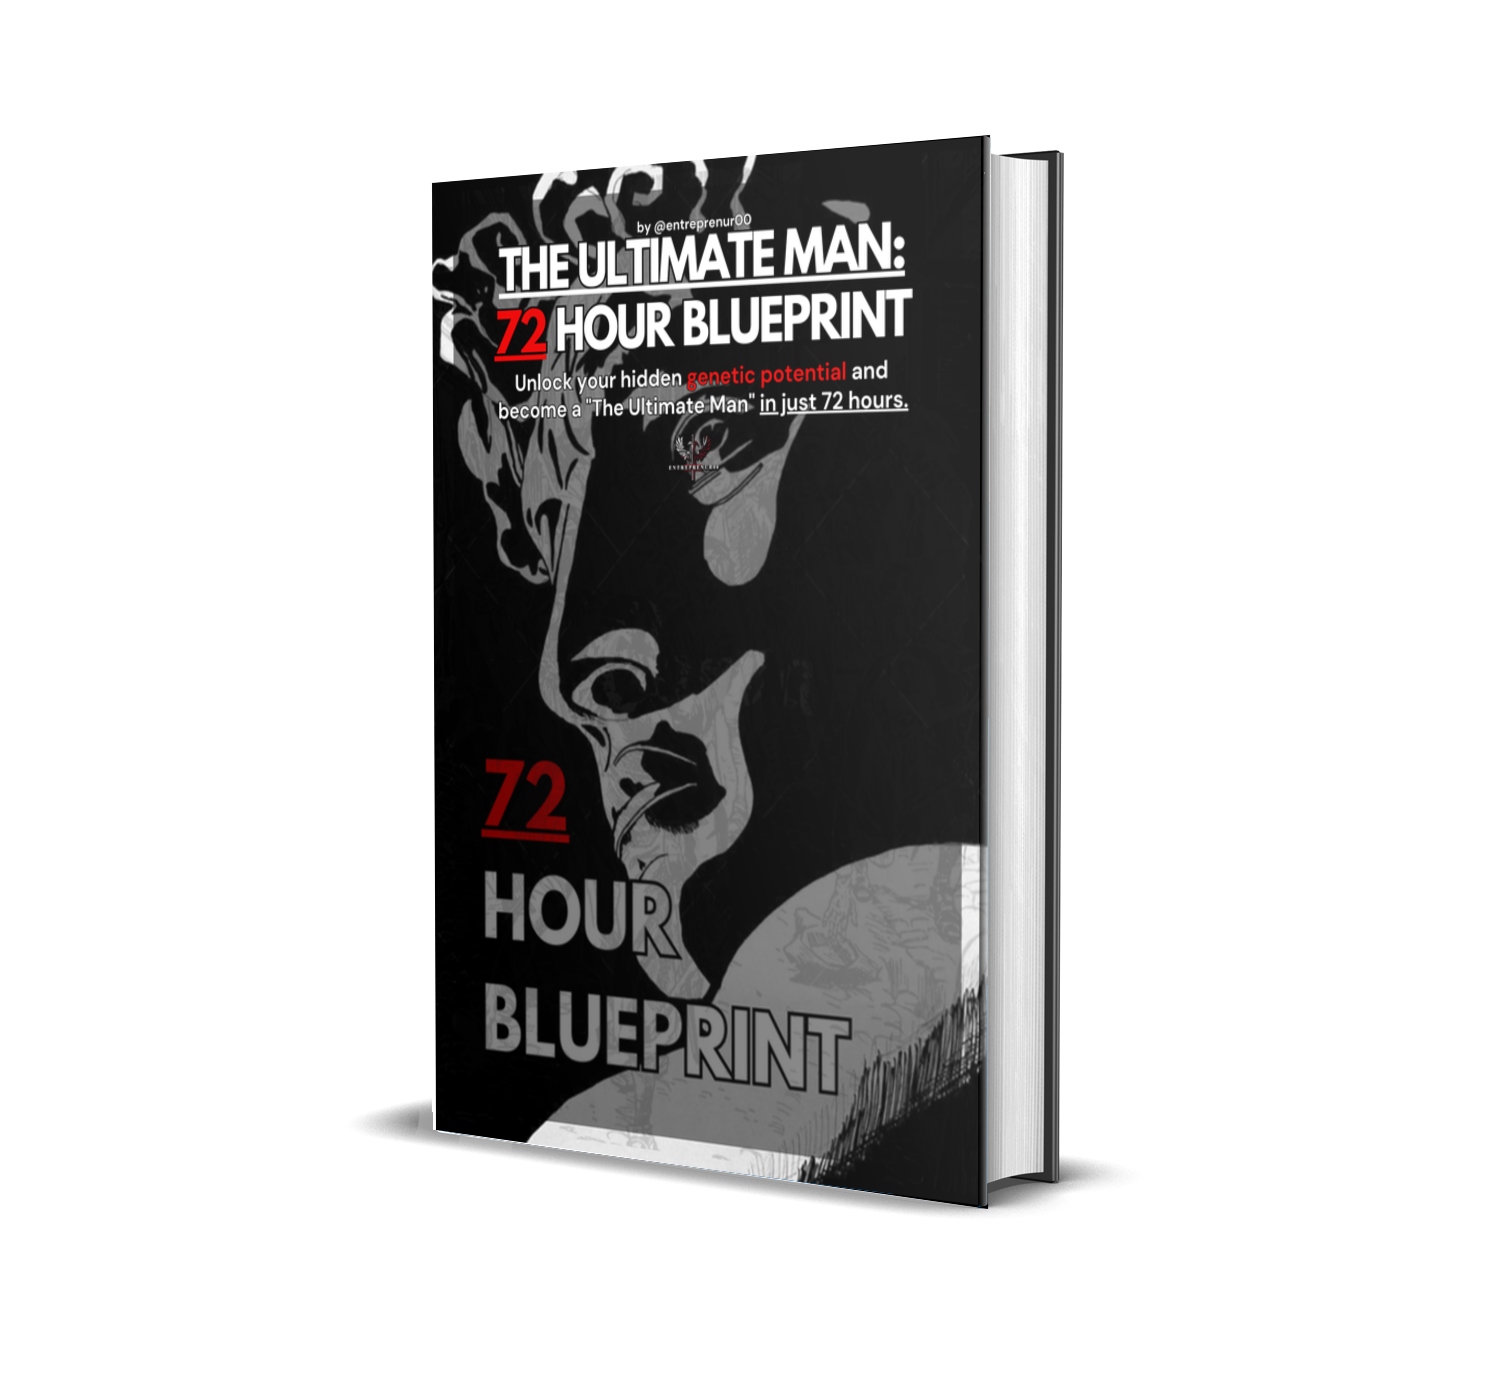 by @entreprenur00
THE ULTIMATE MAN:
72 HOUR BLUEPRINT
Unlock your hidden genetic potential and
become a "The Ultimate Man" in just 72 hours.
ENTREPRENUR00
72
HOUR
BLUEPRINT